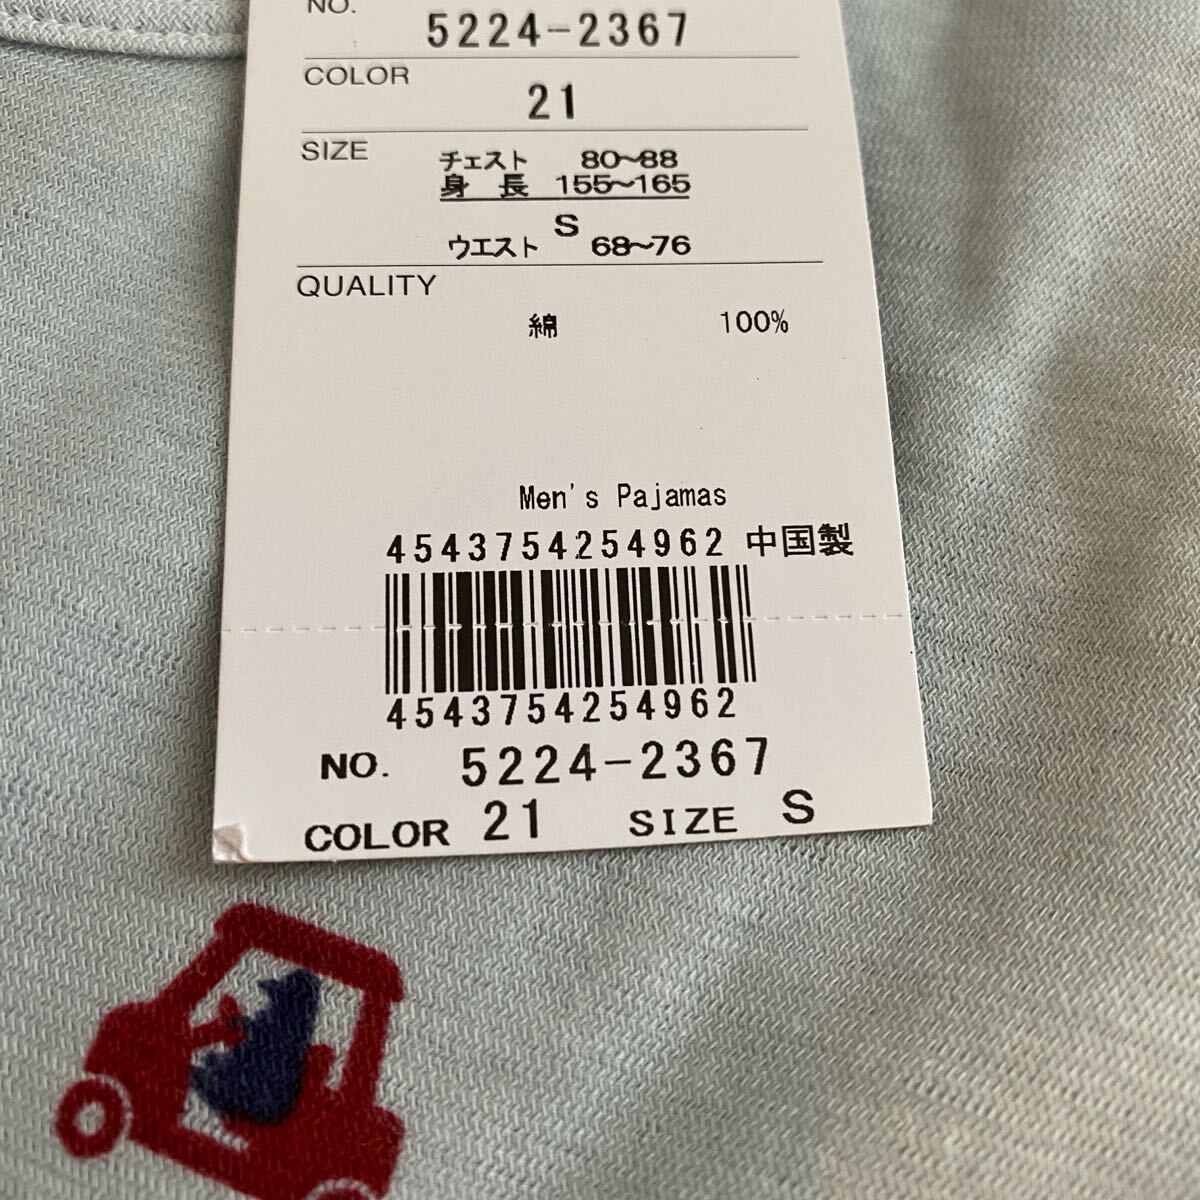 NO.
5224-2367
COLOR
21
SIZE
チェスト 80~88
身 長 155~165
S
ウエスト 68~76
QUALITY
綿 100%
Men's Pajamas
4543754254962 中国製
4543754254962
NO. 5224-2367
COLOR 21 SIZE S